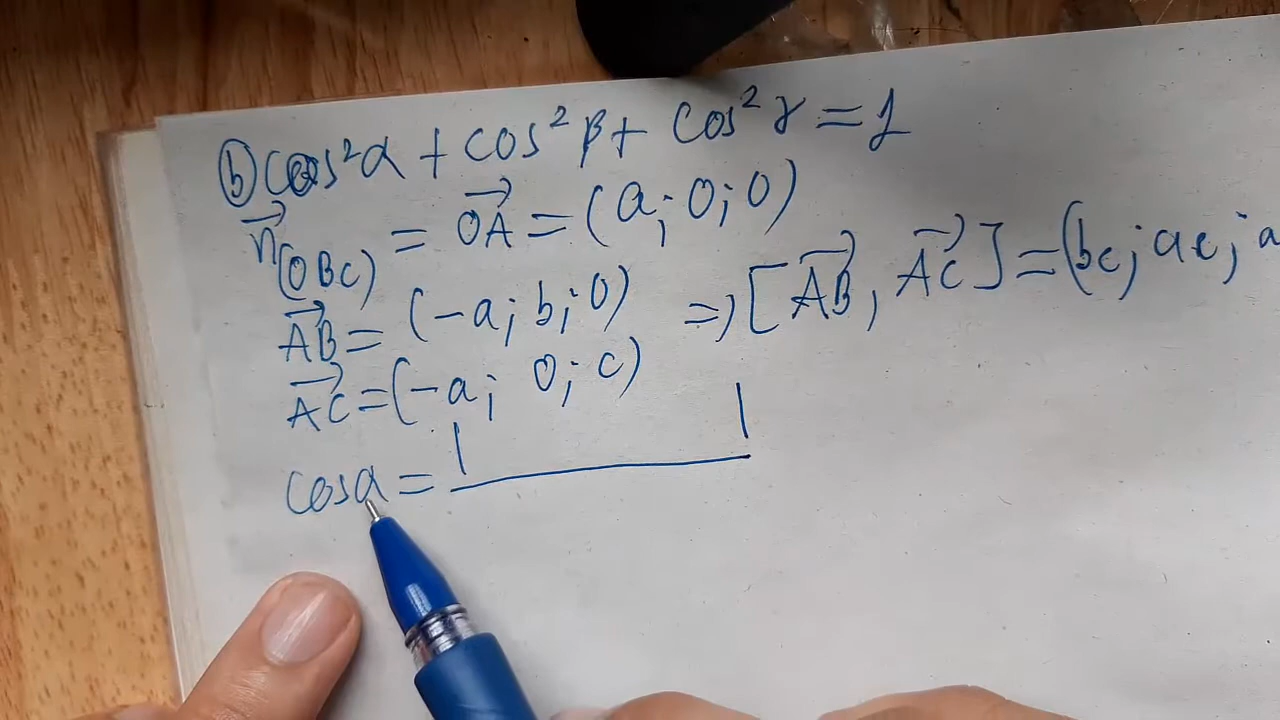 ⓑ cos²α + cos²β + cos²γ = 1
n⃗(OBC) = OA⃗ = (a; 0; 0)
AB⃗ = (-a; b; 0) => [AB⃗, AC⃗] = (bc; ac; a
AC⃗ = (-a; 0; c)
cosα = | |